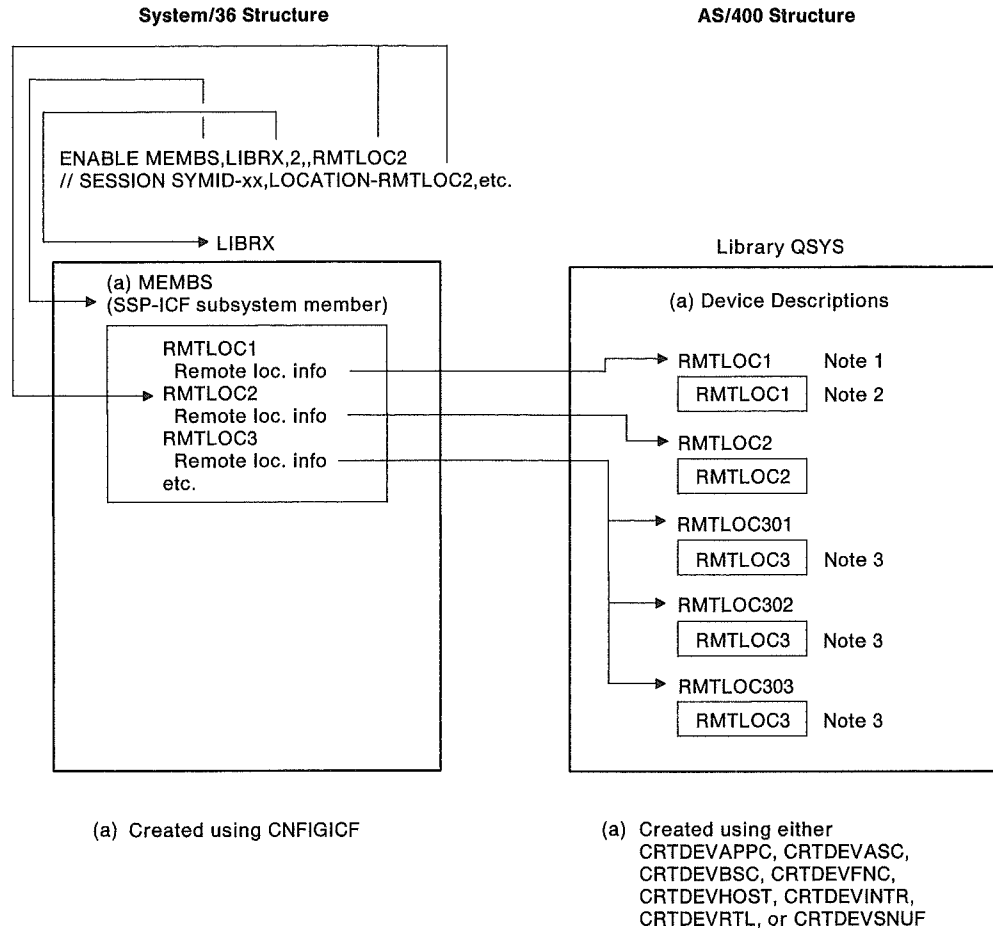 System/36 Structure
AS/400 Structure
ENABLE MEMBS,LIBRX,2,,RMTLOC2
// SESSION SYMID-xx,LOCATION-RMTLOC2,etc.
LIBRX
(a) MEMBS
(SSP-ICF subsystem member)
RMTLOC1
Remote loc. info
RMTLOC2
Remote loc. info
RMTLOC3
Remote loc. info
etc.
(a) Created using CNFIGICF
Library QSYS
(a) Device Descriptions
RMTLOC1 Note 1
RMTLOC1 Note 2
RMTLOC2
RMTLOC2
RMTLOC301
RMTLOC3 Note 3
RMTLOC302
RMTLOC3 Note 3
RMTLOC303
RMTLOC3 Note 3
(a) Created using either
CRTDEVAPPC, CRTDEVASC,
CRTDEVBSC, CRTDEVFNC,
CRTDEVHOST, CRTDEVINTR,
CRTDEVRTL, or CRTDEVSNUF